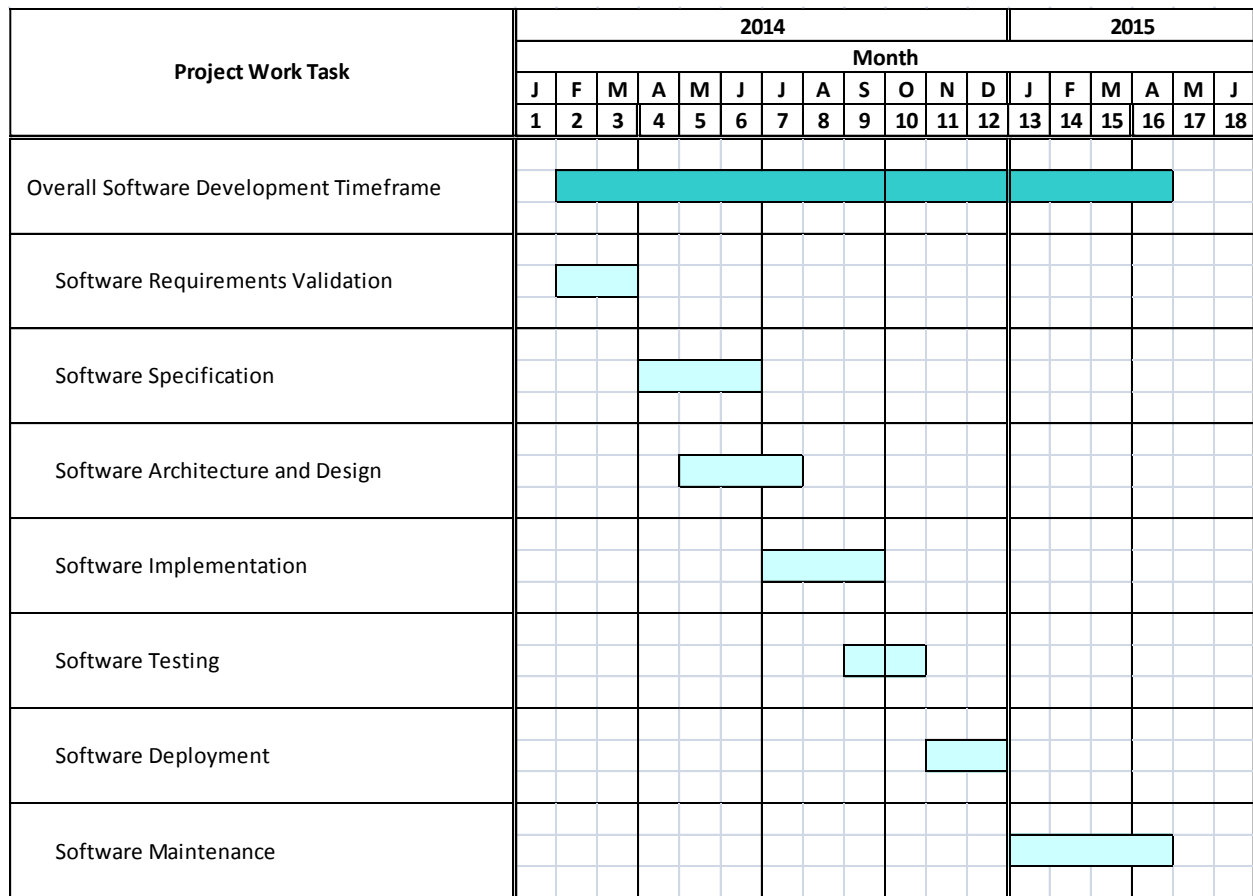 2014 2015
Project Work Task
Month
J F M A M J J A S O N D J F M A M J
1 2 3 4 5 6 7 8 9 10 11 12 13 14 15 16 17 18
Overall Software Development Timeframe
Software Requirements Validation
Software Specification
Software Architecture and Design
Software Implementation
Software Testing
Software Deployment
Software Maintenance